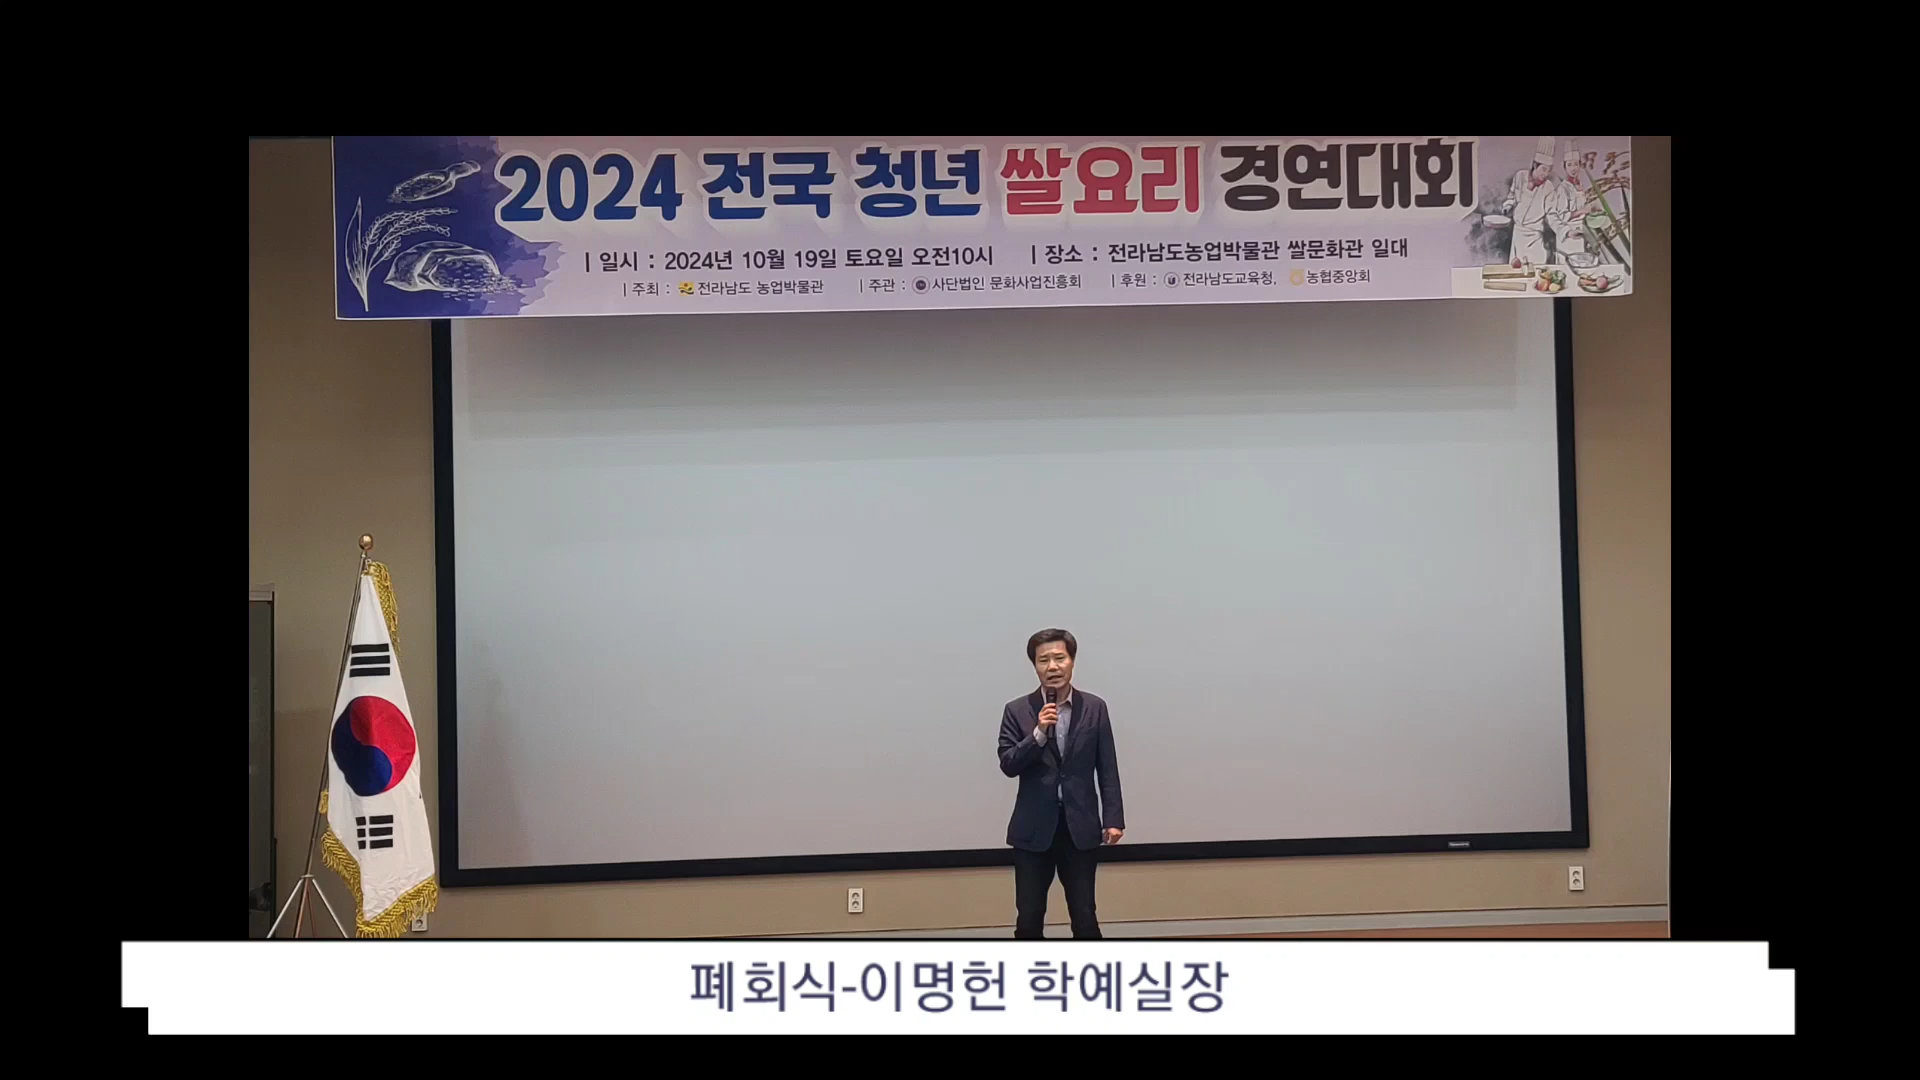 2024 전국 청년 쌀요리 경연대회
| 일시 : 2024년 10월 19일 토요일 오전10시 | 장소 : 전라남도농업박물관 쌀문화관 일대
| 주최 : 전라남도 농업박물관 | 주관 : 사단법인 문화사업진흥회 | 후원 : 전라남도교육청, 농협중앙회
폐회식-이명헌 학예실장